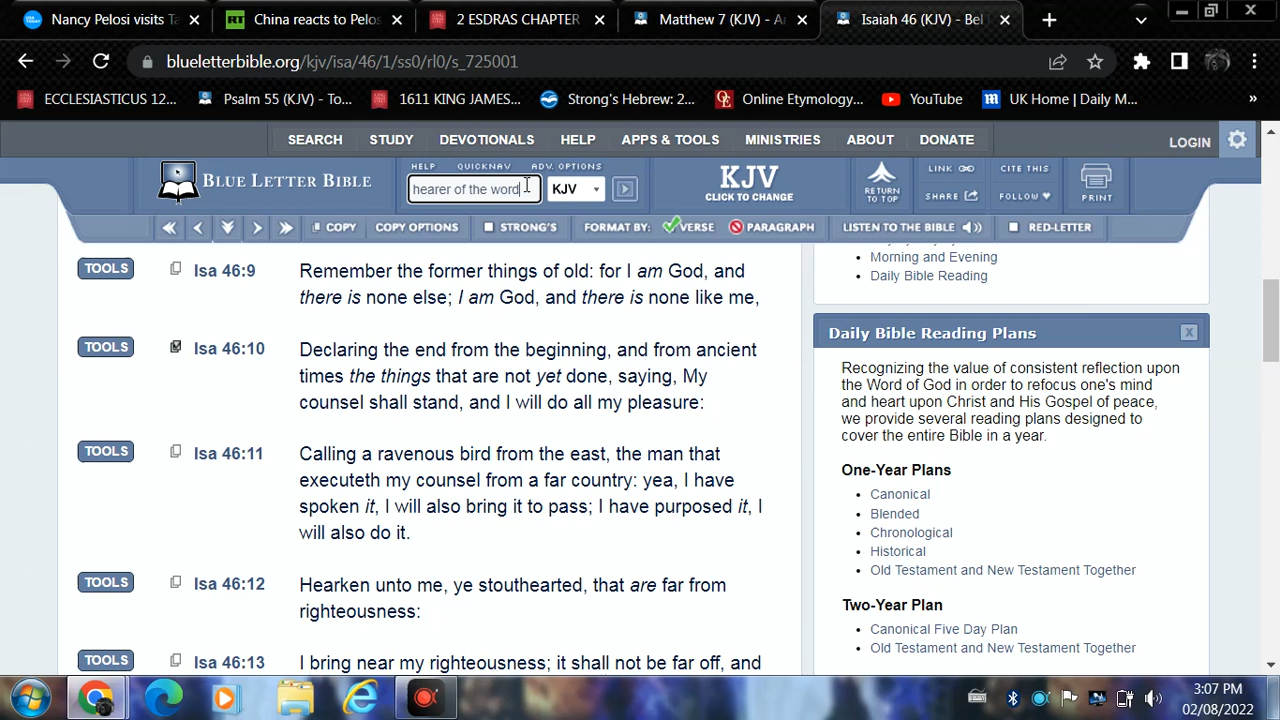 Nancy Pelosi visits Ta
China reacts to Pelos
2 ESDRAS CHAPTER
Matthew 7 (KJV) - 
Isaiah 46 (KJV) - Bel
blueletterbible.org/kjv/isa/46/1/ss0/rl0/s_725001
ECCLESIASTICUS 12...
Psalm 55 (KJV) - To...
1611 KING JAMES...
Strong's Hebrew: 2...
Online Etymology...
YouTube
UK Home | Daily M...
»
SEARCH STUDY DEVOTIONALS HELP APPS & TOOLS MINISTRIES ABOUT DONATE LOGIN
HELP QUICKNAV ADV. OPTIONS
BLUE LETTER BIBLE
hearer of the word
KJV
KJV
CLICK TO CHANGE
RETURN
TO TOP
LINK
SHARE
CITE THIS
FOLLOW
PRINT
COPY COPY OPTIONS STRONG'S FORMAT BY: VERSE PARAGRAPH LISTEN TO THE BIBLE RED-LETTER
TOOLS Isa 46:9 Remember the former things of old: for I am God, and
there is none else; I am God, and there is none like me,
TOOLS Isa 46:10 Declaring the end from the beginning, and from ancient
times the things that are not yet done, saying, My
counsel shall stand, and I will do all my pleasure:
TOOLS Isa 46:11 Calling a ravenous bird from the east, the man that
executeth my counsel from a far country: yea, I have
spoken it, I will also bring it to pass; I have purposed it, I
will also do it.
TOOLS Isa 46:12 Hearken unto me, ye stouthearted, that are far from
righteousness:
TOOLS Isa 46:13 I bring near my righteousness; it shall not be far off, and
Morning and Evening
Daily Bible Reading
Daily Bible Reading Plans
X
Recognizing the value of consistent reflection upon
the Word of God in order to refocus one's mind
and heart upon Christ and His Gospel of peace,
we provide several reading plans designed to
cover the entire Bible in a year.
One-Year Plans
Canonical
Blended
Chronological
Historical
Old Testament and New Testament Together
Two-Year Plan
Canonical Five Day Plan
Old Testament and New Testament Together
3:07 PM
02/08/2022